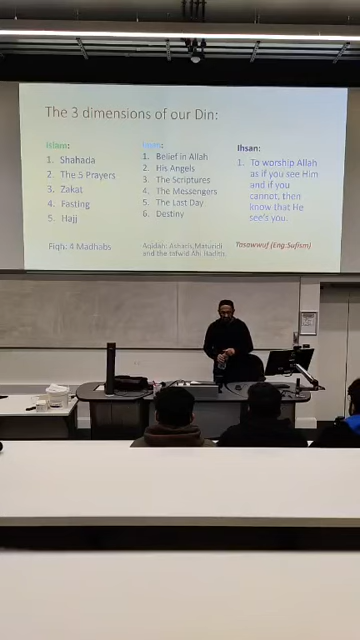 The 3 dimensions of our Din:
Islam:
1. Shahada
2. The 5 Prayers
3. Zakat
4. Fasting
5. Hajj
Fiqh: 4 Madhabs
Iman:
1. Belief in Allah
2. His Angels
3. The Scriptures
4. The Messengers
5. The Last Day
6. Destiny
Aqidah: Asharis, Maturidi
and the tafwid Ahl Hadith
Ihsan:
1. To worship Allah
as if you see Him
and if you
cannot, then
know that He
see's you.
Tasawwuf (Eng.Sufism)